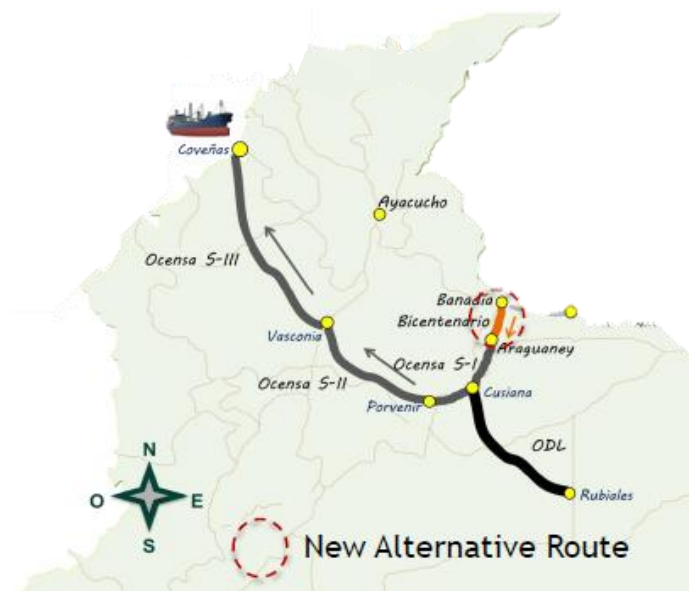 Coveñas
Ayacucho
Ocensa S-III
Banadia
Bicentenario
Vasconia
Araguaney
Ocensa S-I
Ocensa S-II
Cusiana
Porvenir
ODL
N
O
E
Rubiales
S
New Alternative Route